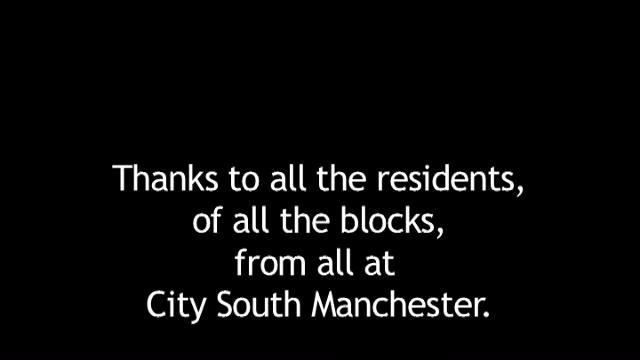 Thanks to all the residents,
of all the blocks,
from all at
City South Manchester.